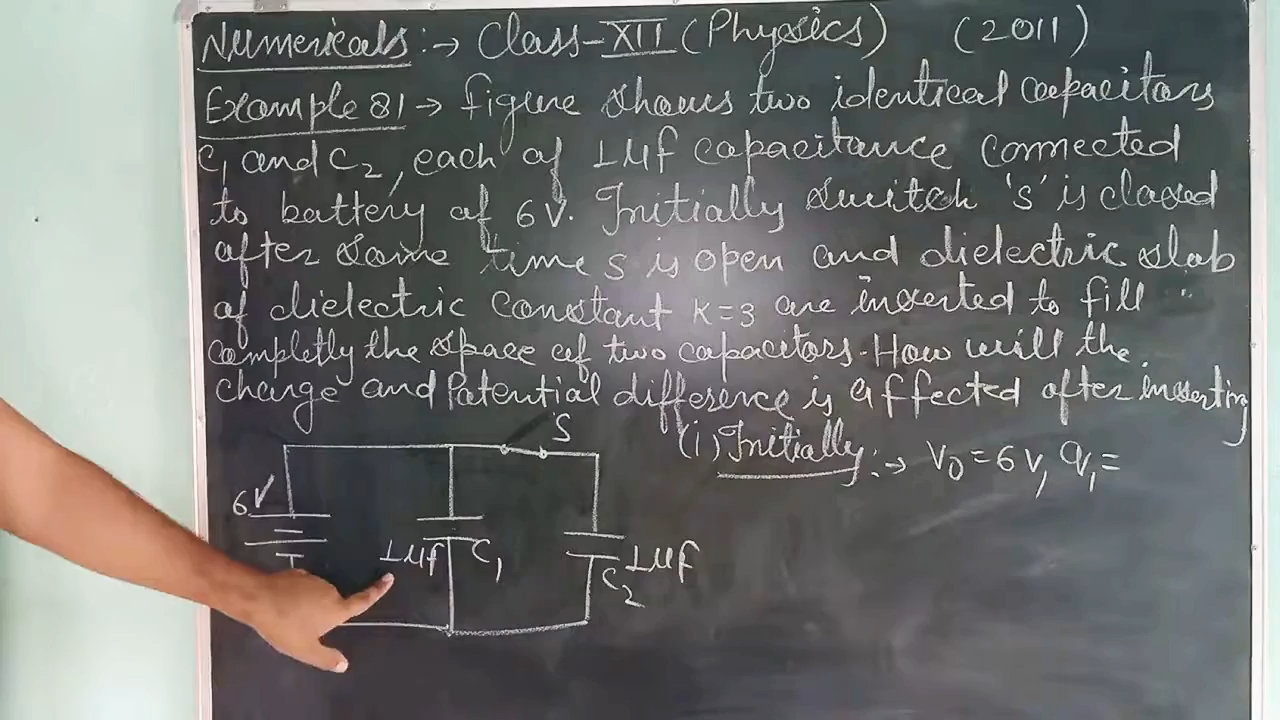 Numericals:→ Class-XII (Physics) (2011)
Example 81 → figure shows two identical capacitors
C₁ and C₂, each of 1μf capacitance connected
to battery of 6V. Initially switch 's' is closed
after some time s is open and dielectric slab
of dielectric constant K=3 are inserted to fill
completly the space of two capacitors. How will the
charge and Potential difference is affected after inserting
(i) Initially:→ V₀ = 6V, q₁ =
S
6V
1μf C₁
C₂ 1μf